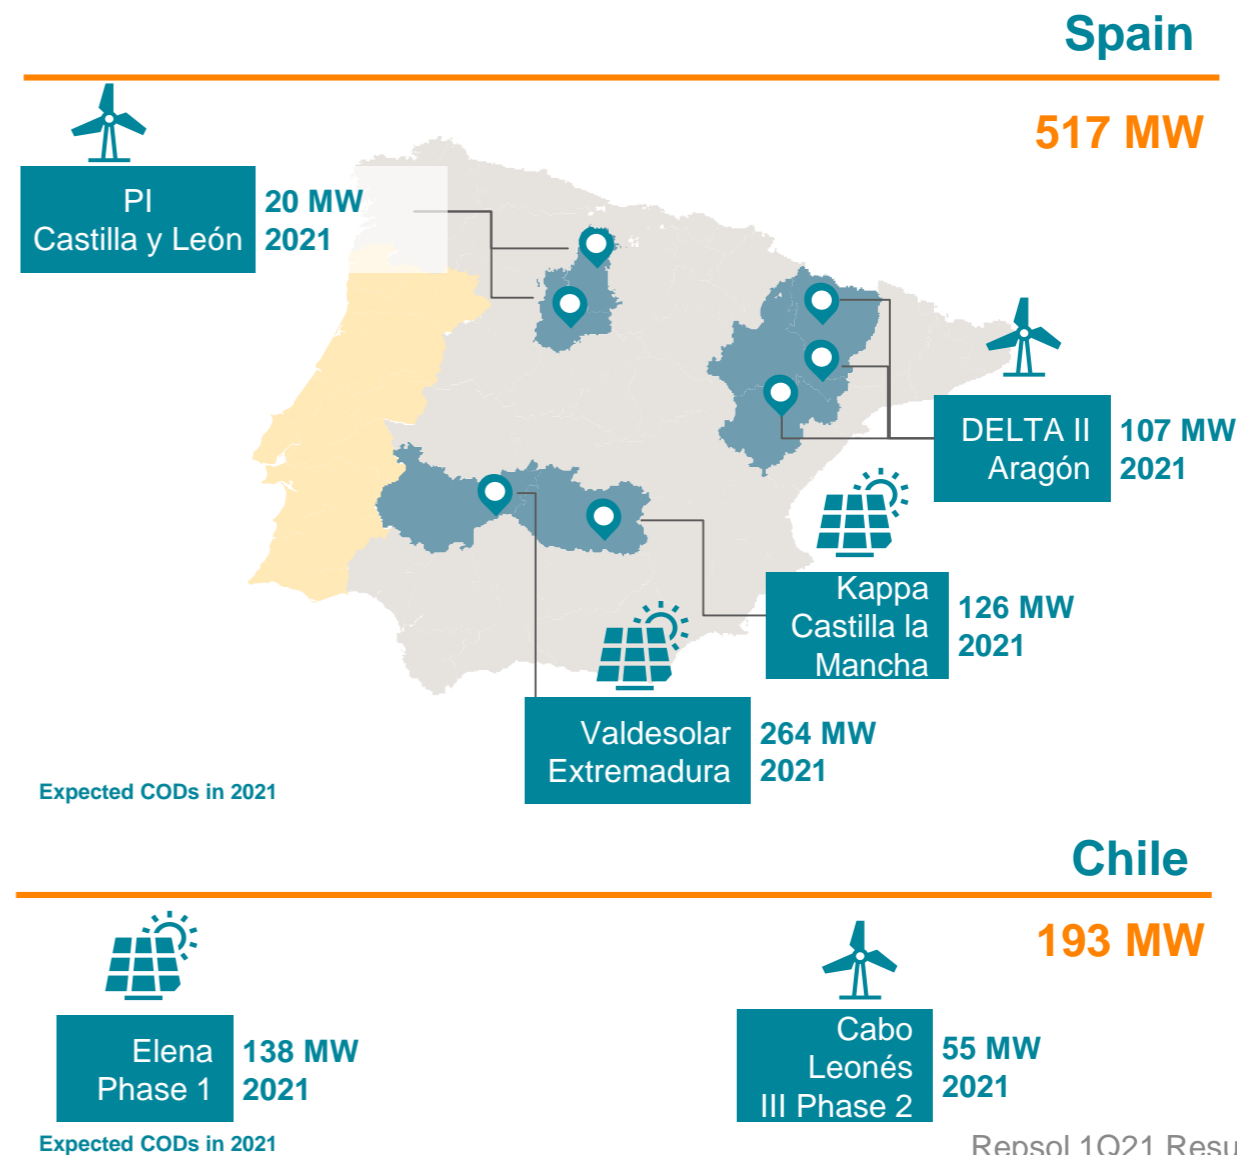 Spain
517 MW
PI
Castilla y León
20 MW
2021
DELTA II
Aragón
107 MW
2021
Kappa
Castilla la
Mancha
126 MW
2021
Valdesolar
Extremadura
264 MW
2021
Expected CODs in 2021
Chile
193 MW
Elena
Phase 1
138 MW
2021
Cabo
Leonés
III Phase 2
55 MW
2021
Expected CODs in 2021
Repsol 1Q21 Resu